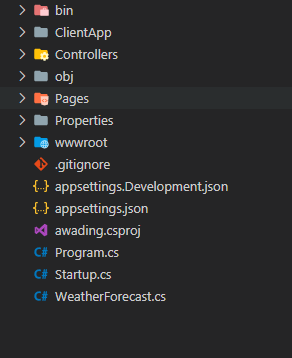 bin
ClientApp
Controllers
obj
Pages
Properties
wwwroot
.gitignore
{..} appsettings.Development.json
{..} appsettings.json
awading.csproj
C# Program.cs
C# Startup.cs
C# WeatherForecast.cs